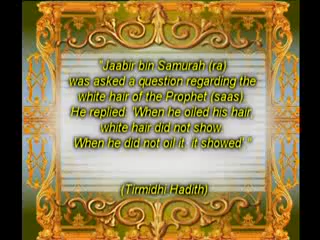 "Jaabir bin Samurah (ra)
was asked a question regarding the
white hair of the Prophet (saas).
He replied, 'When he oiled his hair,
white hair did not show.
When he did not oil it it showed' "
(Tirmidhi Hadith)